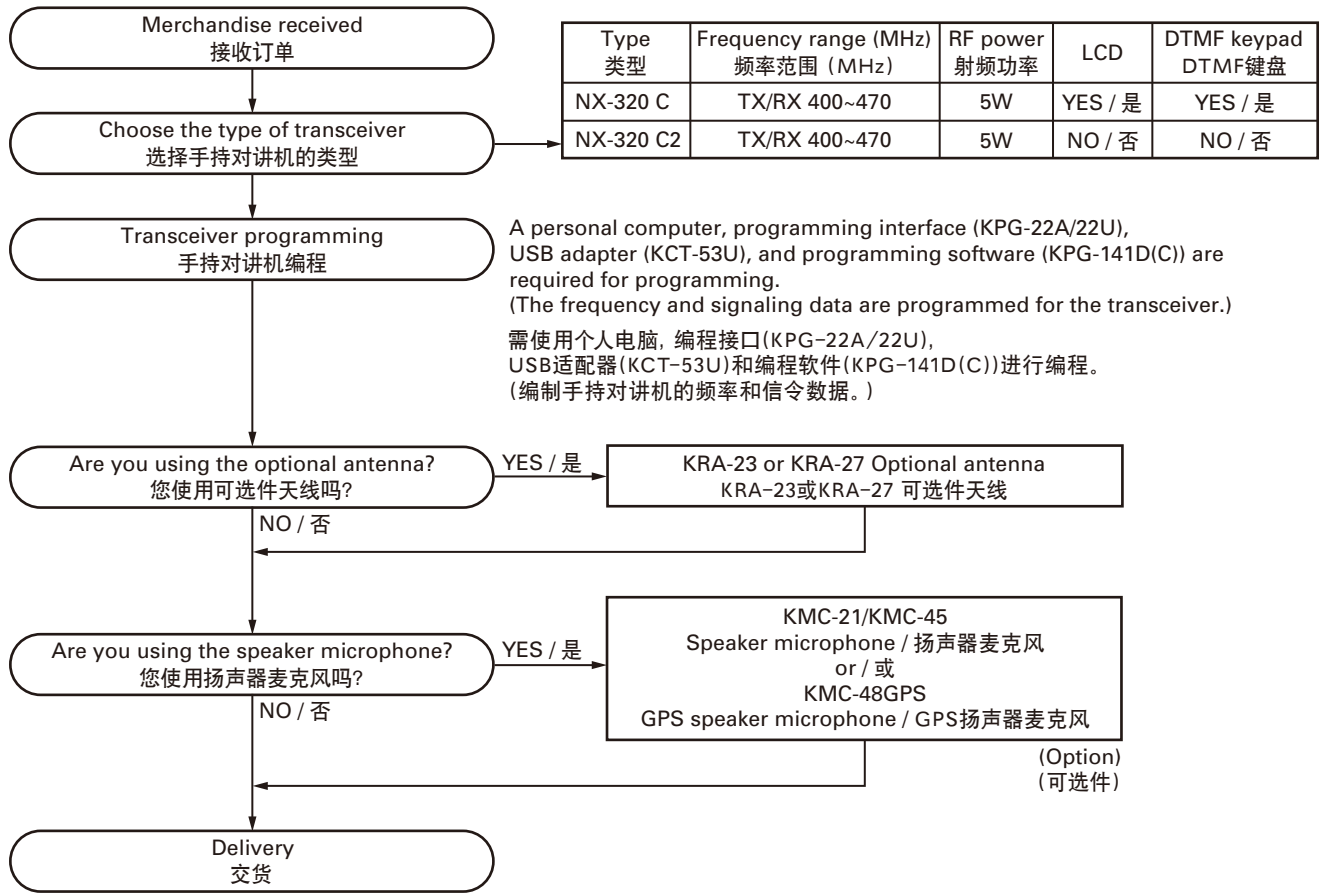 Merchandise received
接收订单
Type
类型
Frequency range (MHz)
频率范围 (MHz)
RF power
射频功率
LCD
DTMF keypad
DTMF键盘
NX-320 C
TX/RX 400~470
5W
YES / 是
YES / 是
NX-320 C2
TX/RX 400~470
5W
NO / 否
NO / 否
Choose the type of transceiver
选择手持对讲机的类型
Transceiver programming
手持对讲机编程
A personal computer, programming interface (KPG-22A/22U),
USB adapter (KCT-53U), and programming software (KPG-141D(C)) are
required for programming.
(The frequency and signaling data are programmed for the transceiver.)
需使用个人电脑, 编程接口(KPG-22A/22U),
USB适配器(KCT-53U)和编程软件(KPG-141D(C))进行编程。
(编制手持对讲机的频率和信令数据。)
Are you using the optional antenna?
您使用可选件天线吗?
YES / 是
KRA-23 or KRA-27 Optional antenna
KRA-23或KRA-27 可选件天线
NO / 否
Are you using the speaker microphone?
您使用扬声器麦克风吗?
YES / 是
KMC-21/KMC-45
Speaker microphone / 扬声器麦克风
or / 或
KMC-48GPS
GPS speaker microphone / GPS扬声器麦克风
(Option)
(可选件)
NO / 否
Delivery
交货